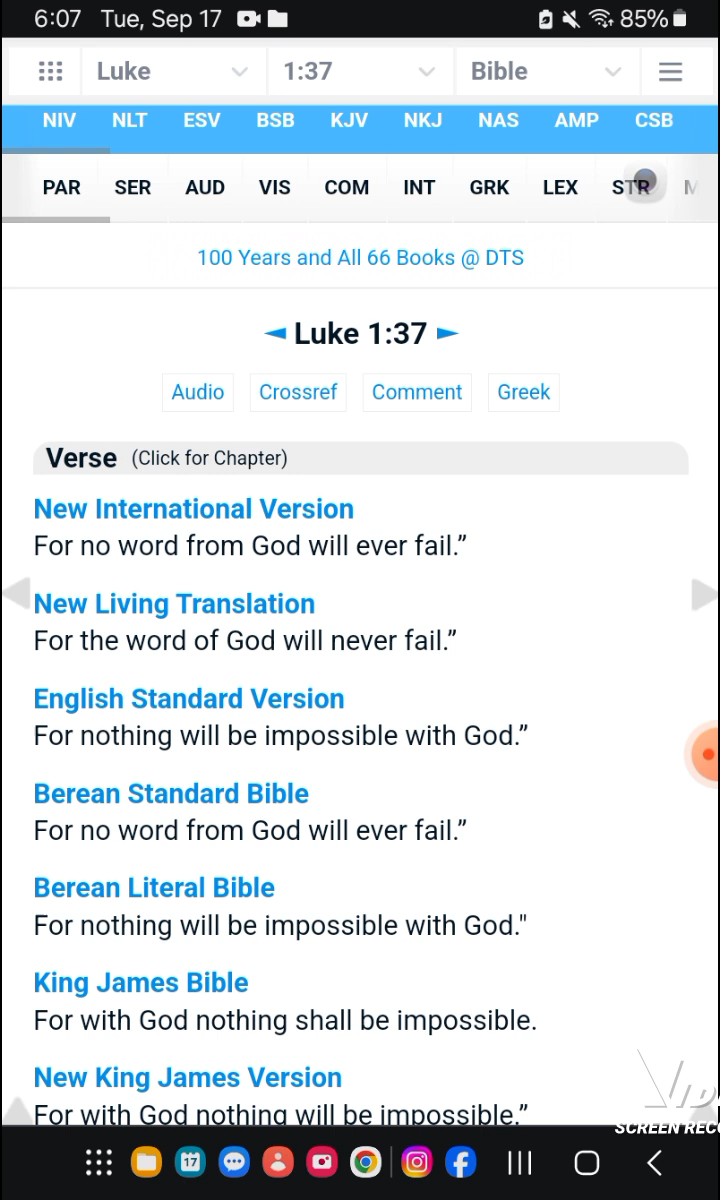 6:07 Tue, Sep 17 85%
Luke 1:37 Bible
NIV NLT ESV BSB KJV NKJ NAS AMP CSB
PAR SER AUD VIS COM INT GRK LEX STR M
100 Years and All 66 Books @ DTS
◄ Luke 1:37 ►
Audio Crossref Comment Greek
Verse (Click for Chapter)
New International Version
For no word from God will ever fail.”
New Living Translation
For the word of God will never fail.”
English Standard Version
For nothing will be impossible with God.”
Berean Standard Bible
For no word from God will ever fail.”
Berean Literal Bible
For nothing will be impossible with God."
King James Bible
For with God nothing shall be impossible.
New King James Version
For with God nothing will be impossible.”
SCREEN REC
17